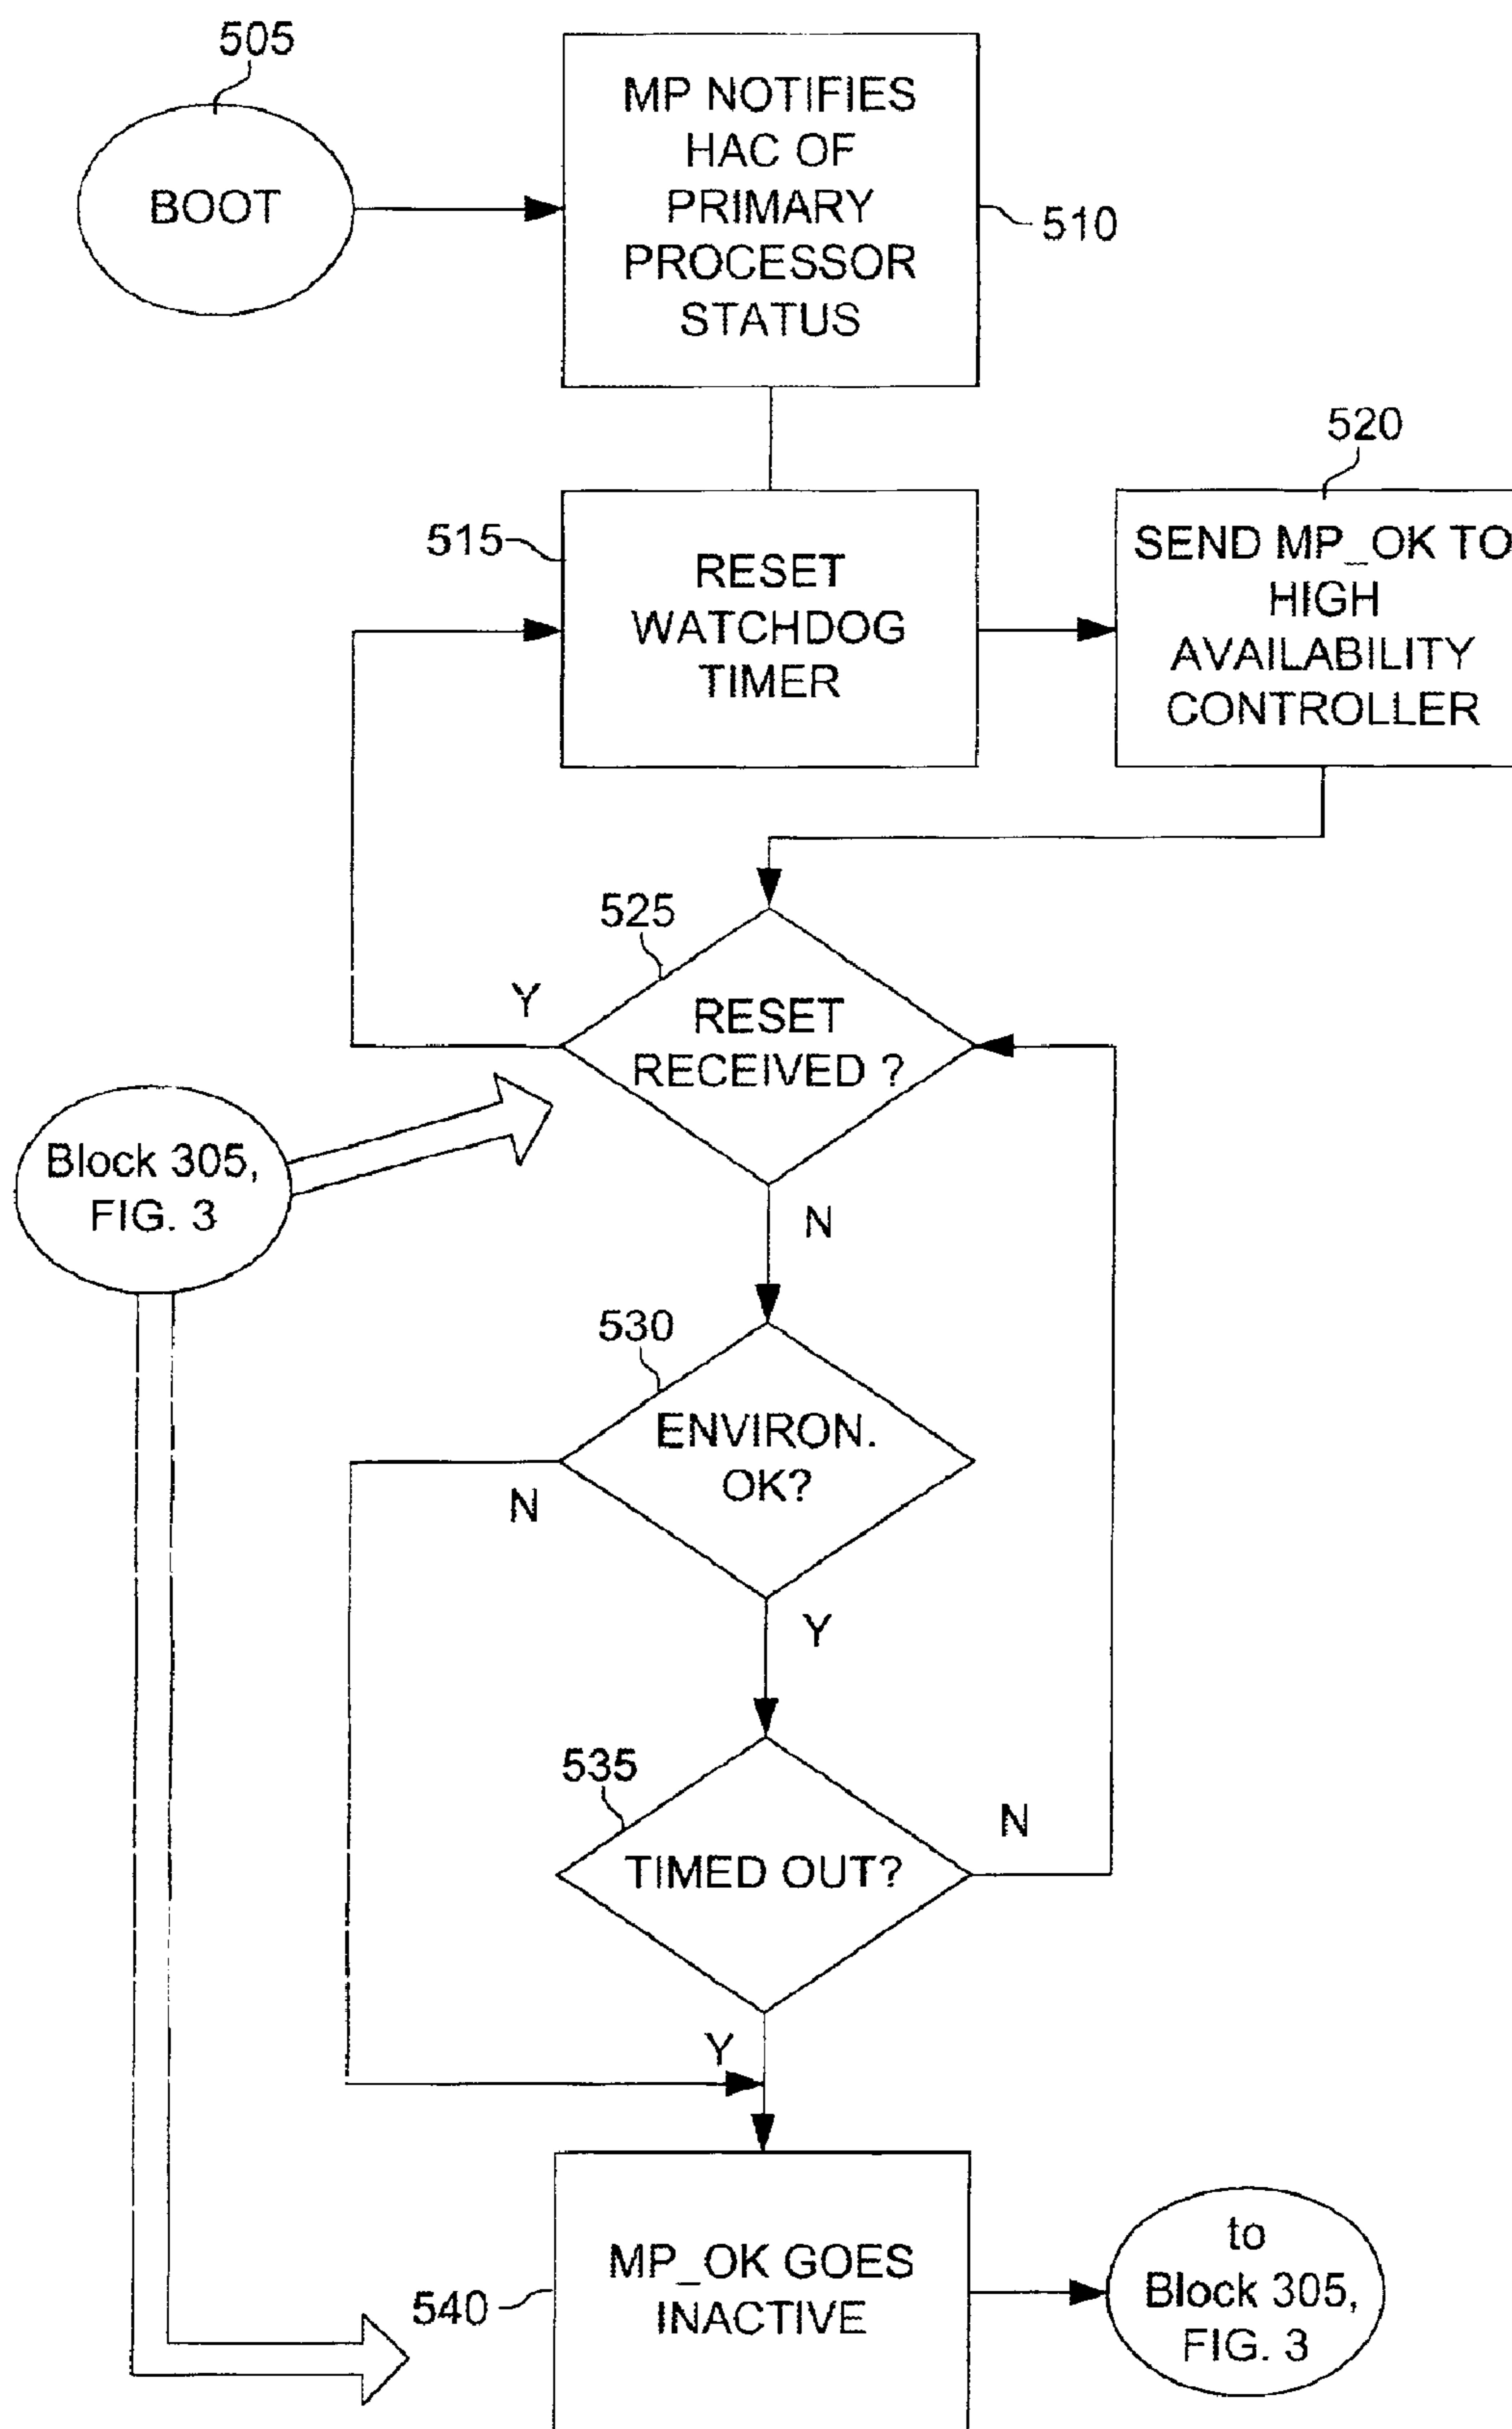 505
BOOT
MP NOTIFIES
HAC OF
PRIMARY
PROCESSOR
STATUS
510
515
RESET
WATCHDOG
TIMER
520
SEND MP_OK TO
HIGH
AVAILABILITY
CONTROLLER
525
Y
RESET
RECEIVED ?
N
Block 305,
FIG. 3
530
ENVIRON.
OK?
N
Y
535
TIMED OUT?
N
Y
540
MP_OK GOES
INACTIVE
to
Block 305,
FIG. 3